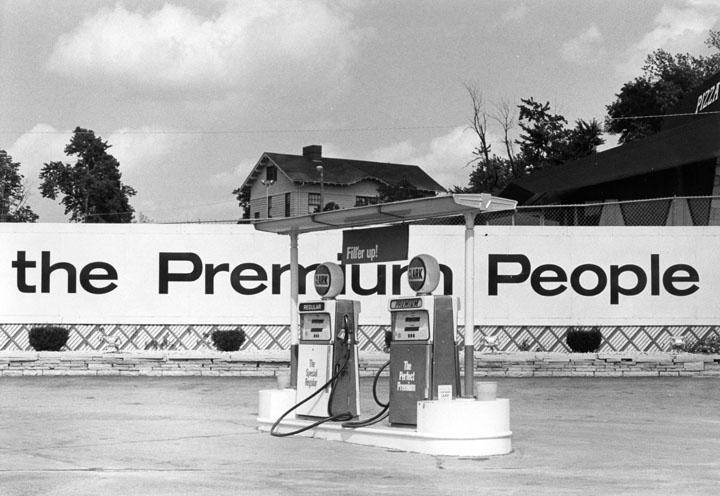 PIZZA
the Premium People
Fill'er up!
CLARK
CLARK
REGULAR
PREMIUM
The
Special
Regular
The
Perfect
Premium